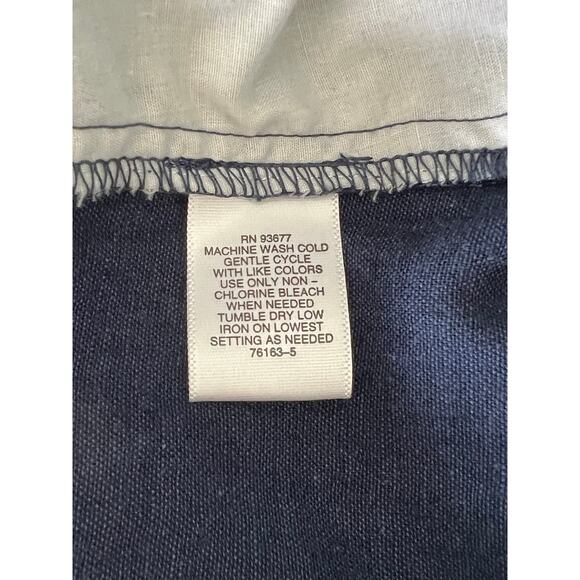 RN 93677
MACHINE WASH COLD
GENTLE CYCLE
WITH LIKE COLORS
USE ONLY NON –
CHLORINE BLEACH
WHEN NEEDED
TUMBLE DRY LOW
IRON ON LOWEST
SETTING AS NEEDED
76163–5